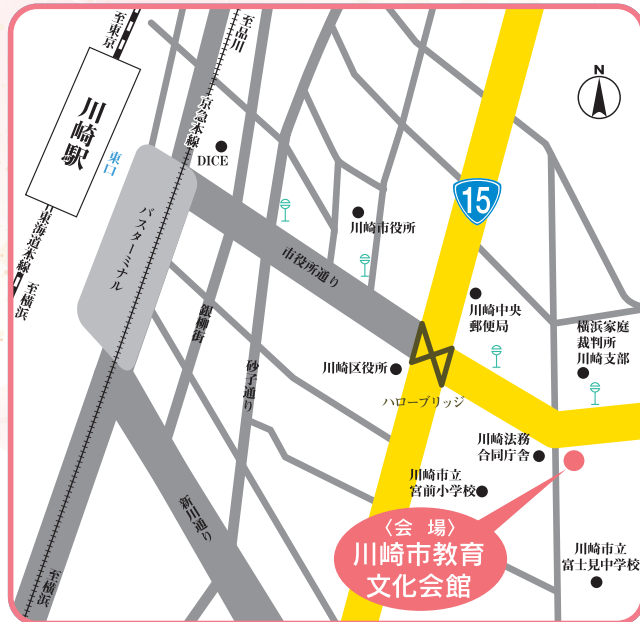 至東京
川崎駅
東口
JR東海道本線
至横浜
至品川
京急本線
DICE
バスターミナル
N
15
川崎市役所
市役所通り
銀柳街
砂子通り
川崎中央
郵便局
横浜家庭
裁判所
川崎支部
川崎区役所
ハローブリッジ
川崎法務
合同庁舎
川崎市立
宮前小学校
新川通り
〈会 場〉
川崎市教育
文化会館
川崎市立
富士見中学校
至横浜